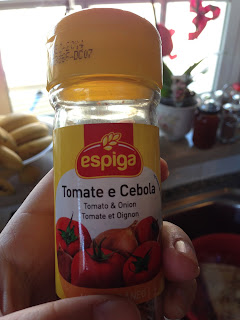 espiga
Tomate e Cebola
Tomato & Onion
Tomate et Oignon